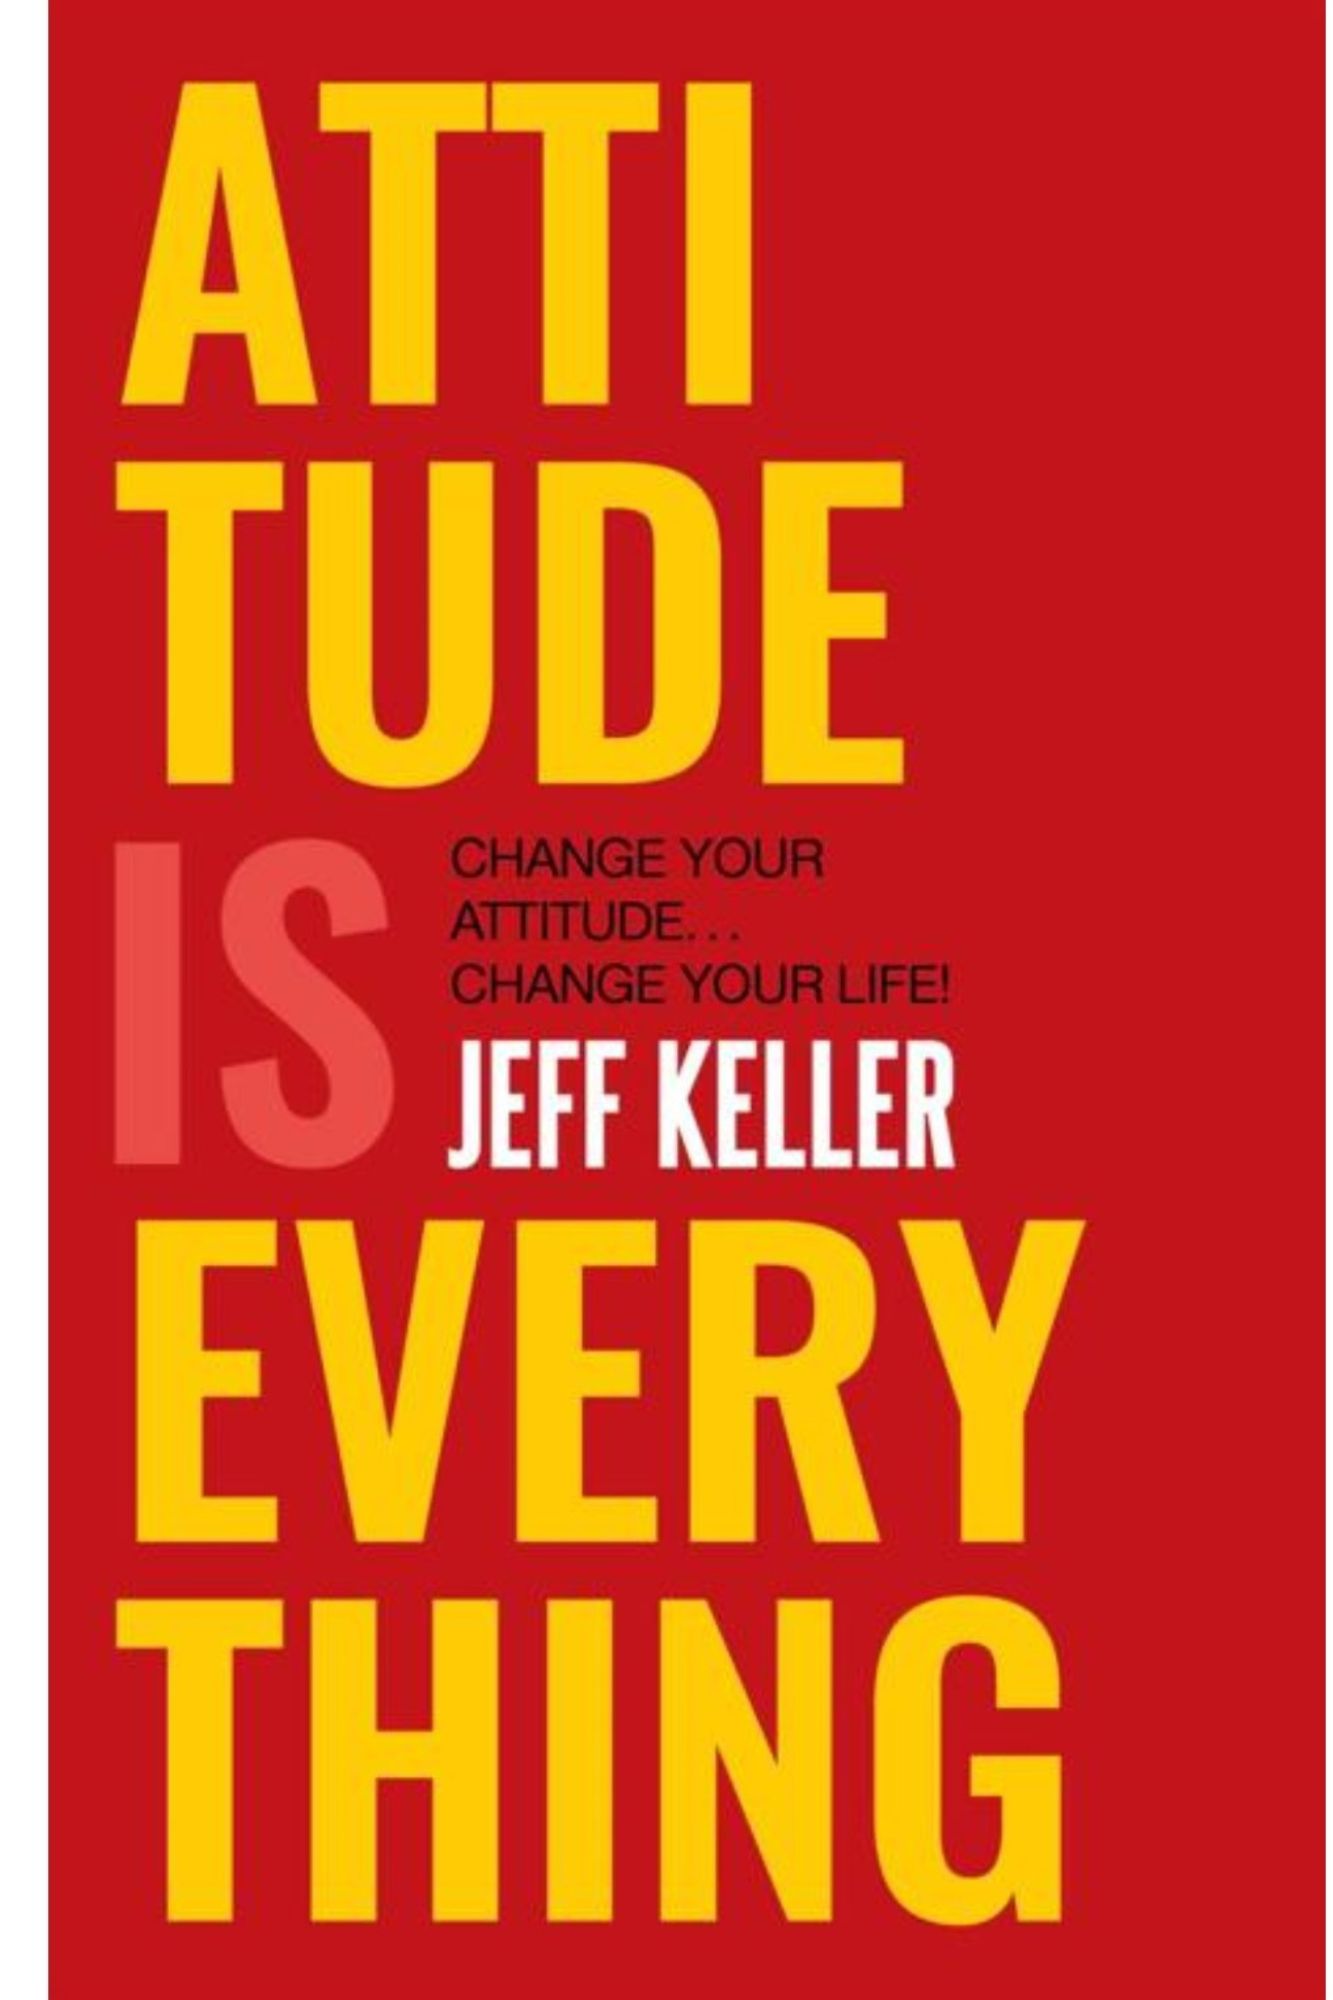 ATTI
TUDE
IS
CHANGE YOUR
ATTITUDE...
CHANGE YOUR LIFE!
JEFF KELLER
EVERY
THING